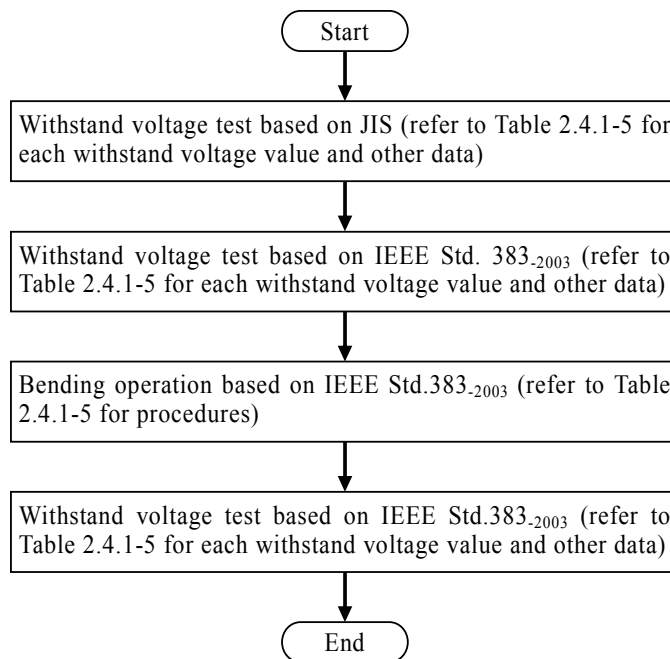 Start
Withstand voltage test based on JIS (refer to Table 2.4.1-5 for
each withstand voltage value and other data)
Withstand voltage test based on IEEE Std. 383-2003 (refer to
Table 2.4.1-5 for each withstand voltage value and other data)
Bending operation based on IEEE Std.383-2003 (refer to Table
2.4.1-5 for procedures)
Withstand voltage test based on IEEE Std.383-2003 (refer to
Table 2.4.1-5 for each withstand voltage value and other data)
End